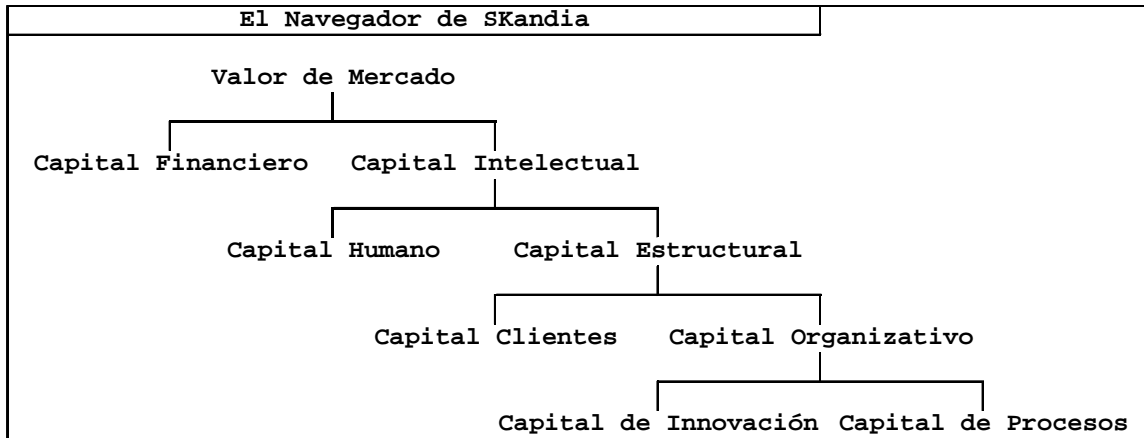 El Navegador de SKandia
Valor de Mercado
Capital Financiero Capital Intelectual
Capital Humano Capital Estructural
Capital Clientes Capital Organizativo
Capital de Innovación Capital de Procesos